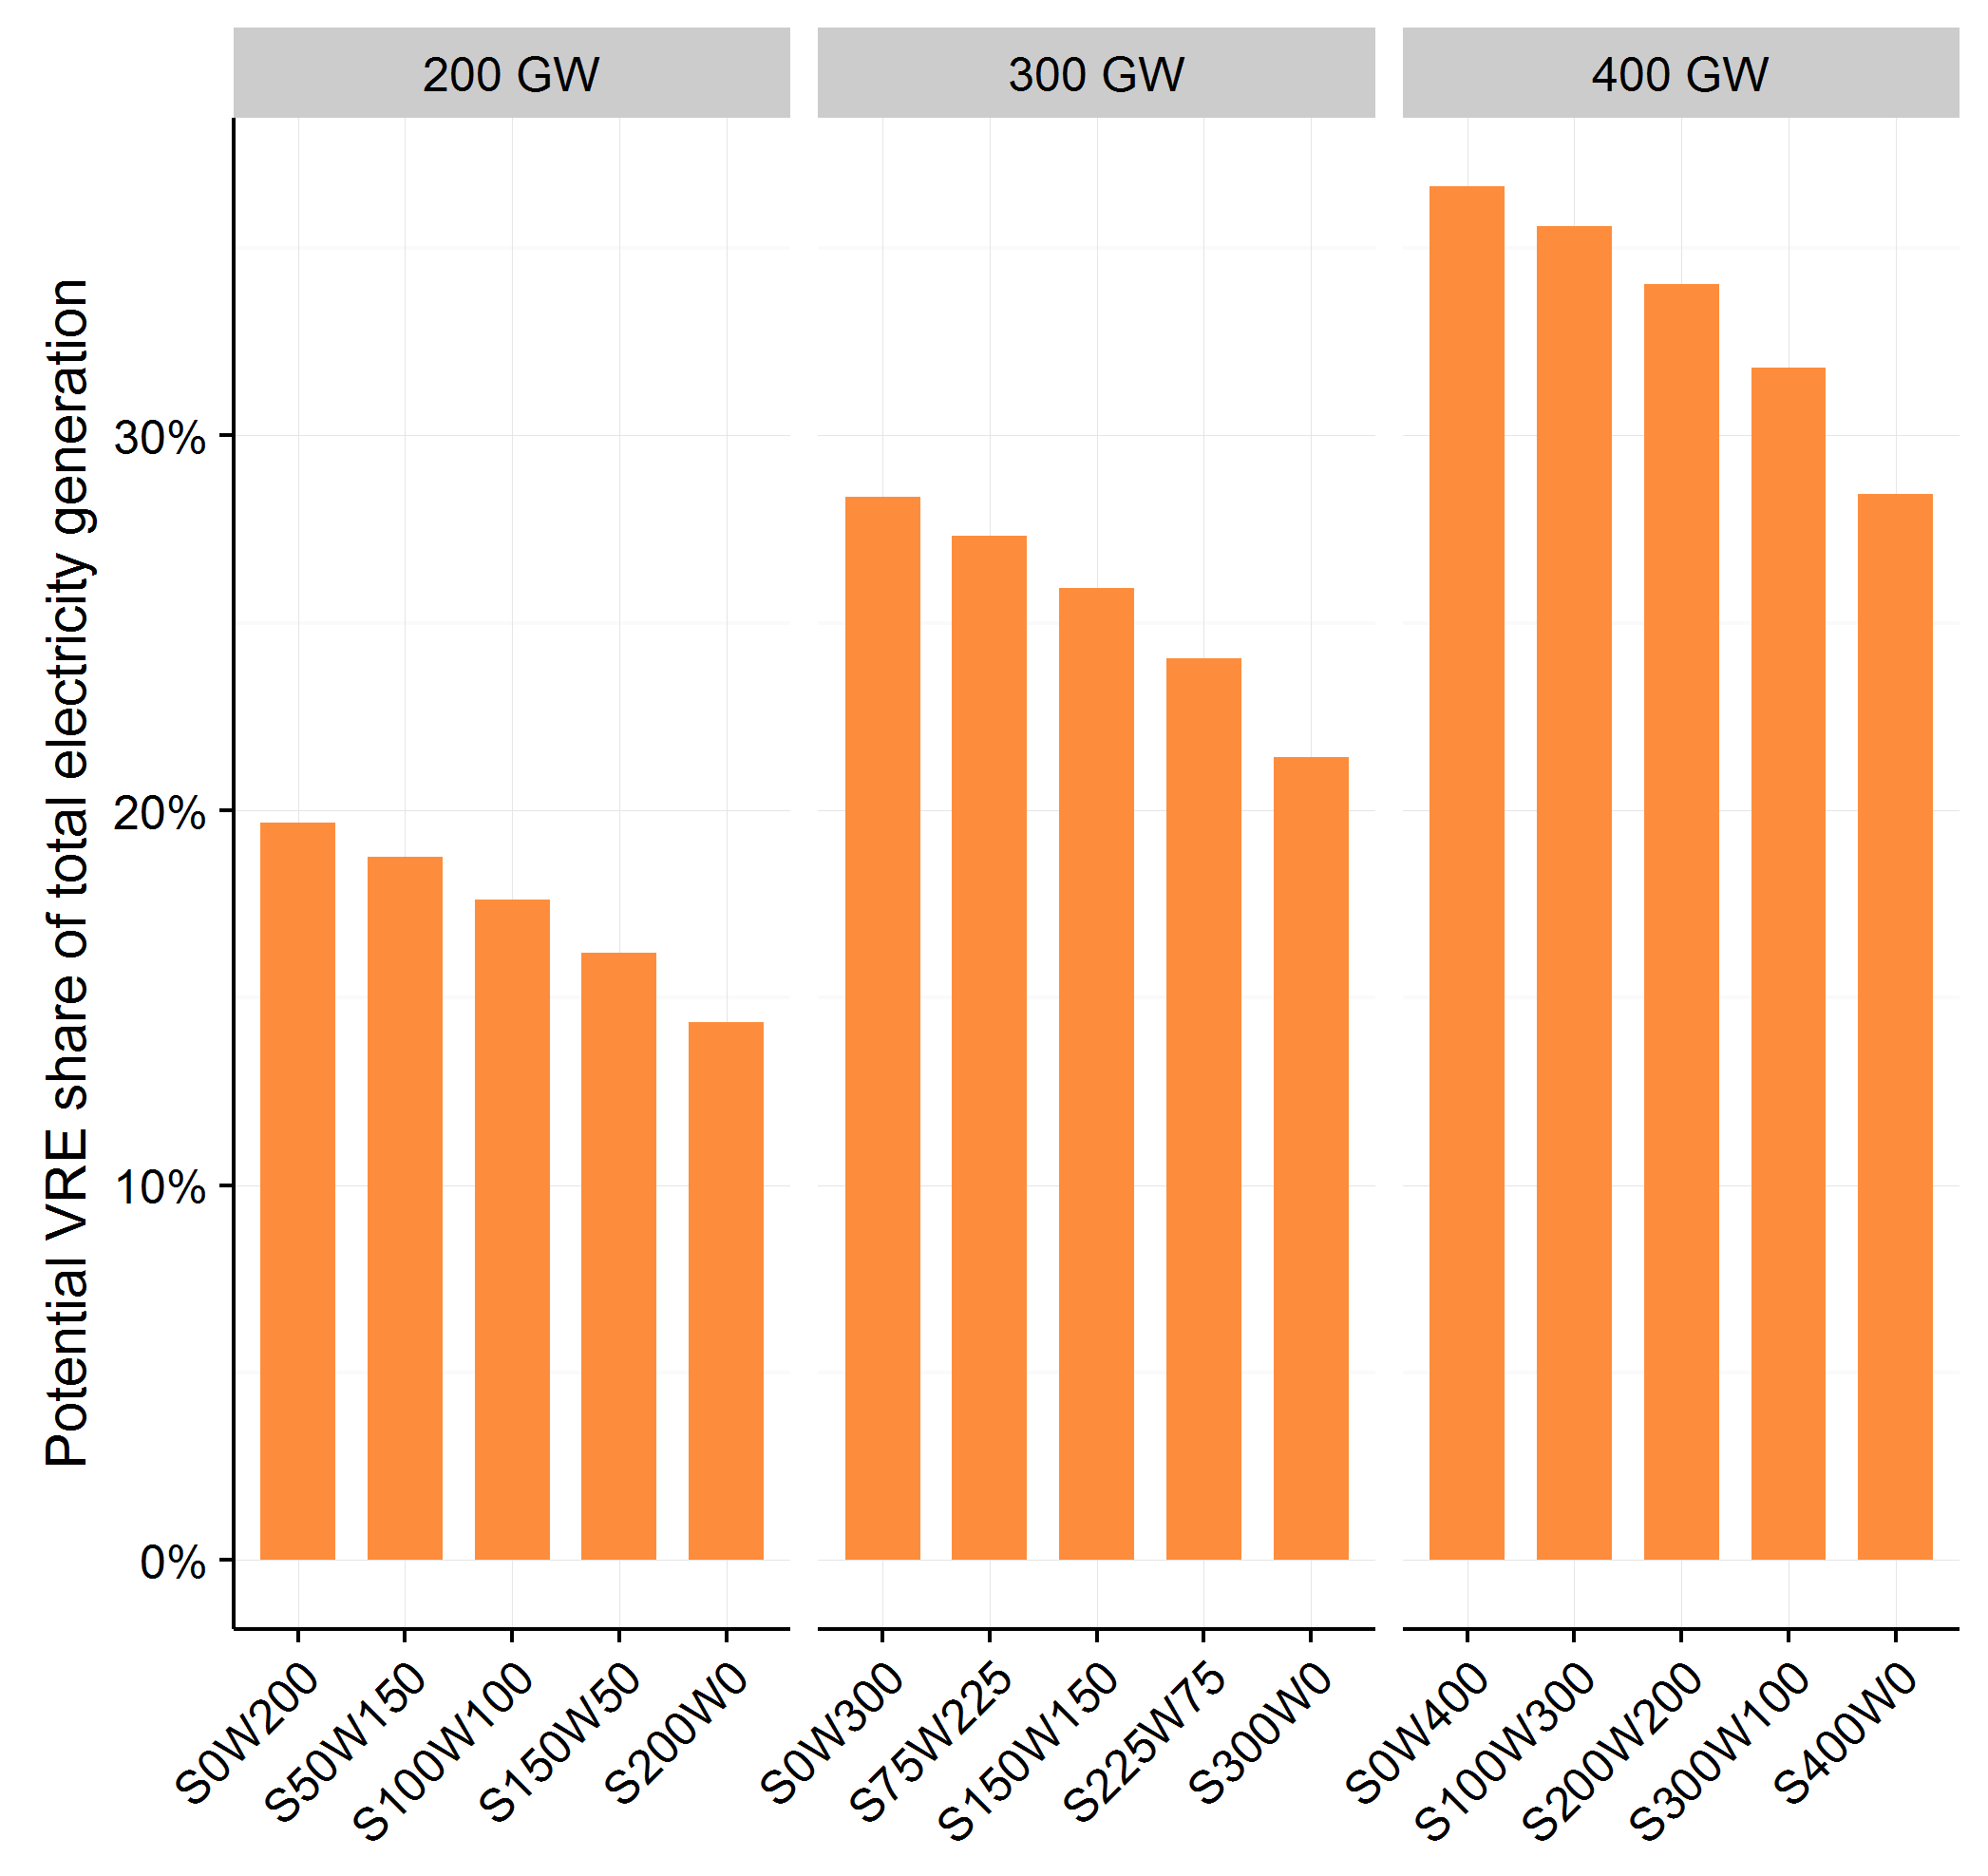 200 GW
300 GW
400 GW
Potential VRE share of total electricity generation
30%
20%
10%
0%
S0W200
S50W150
S100W100
S150W50
S200W0
S0W300
S75W225
S150W150
S225W75
S300W0
S0W400
S100W300
S200W200
S300W100
S400W0